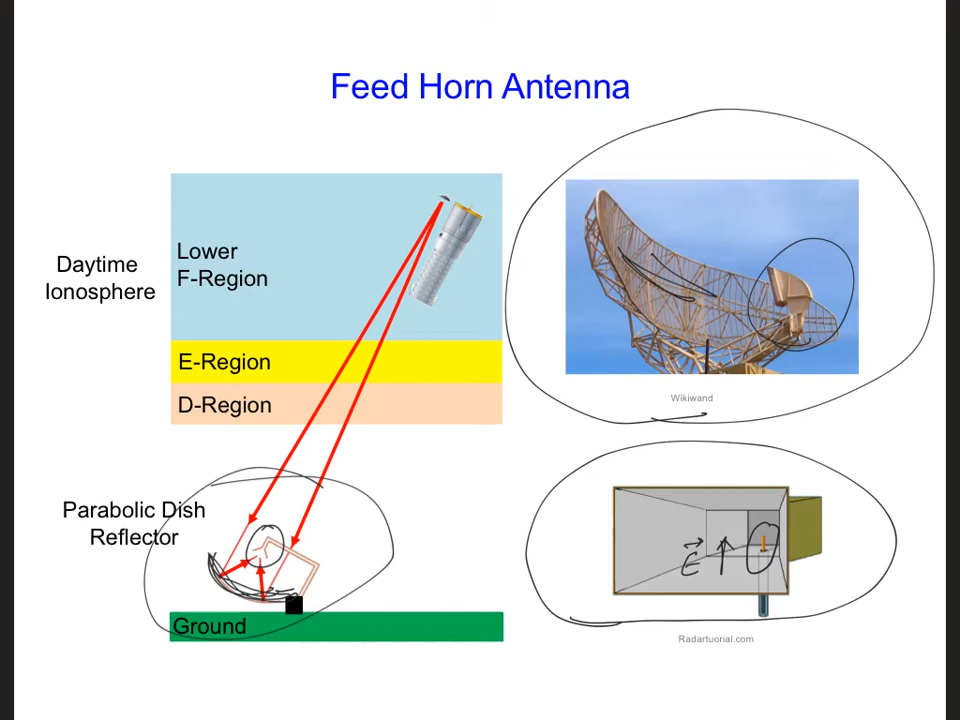 Feed Horn Antenna
Daytime
Ionosphere
Lower
F-Region
E-Region
D-Region
Parabolic Dish
Reflector
Ground
Wikiwand
E
Radartuorial.com